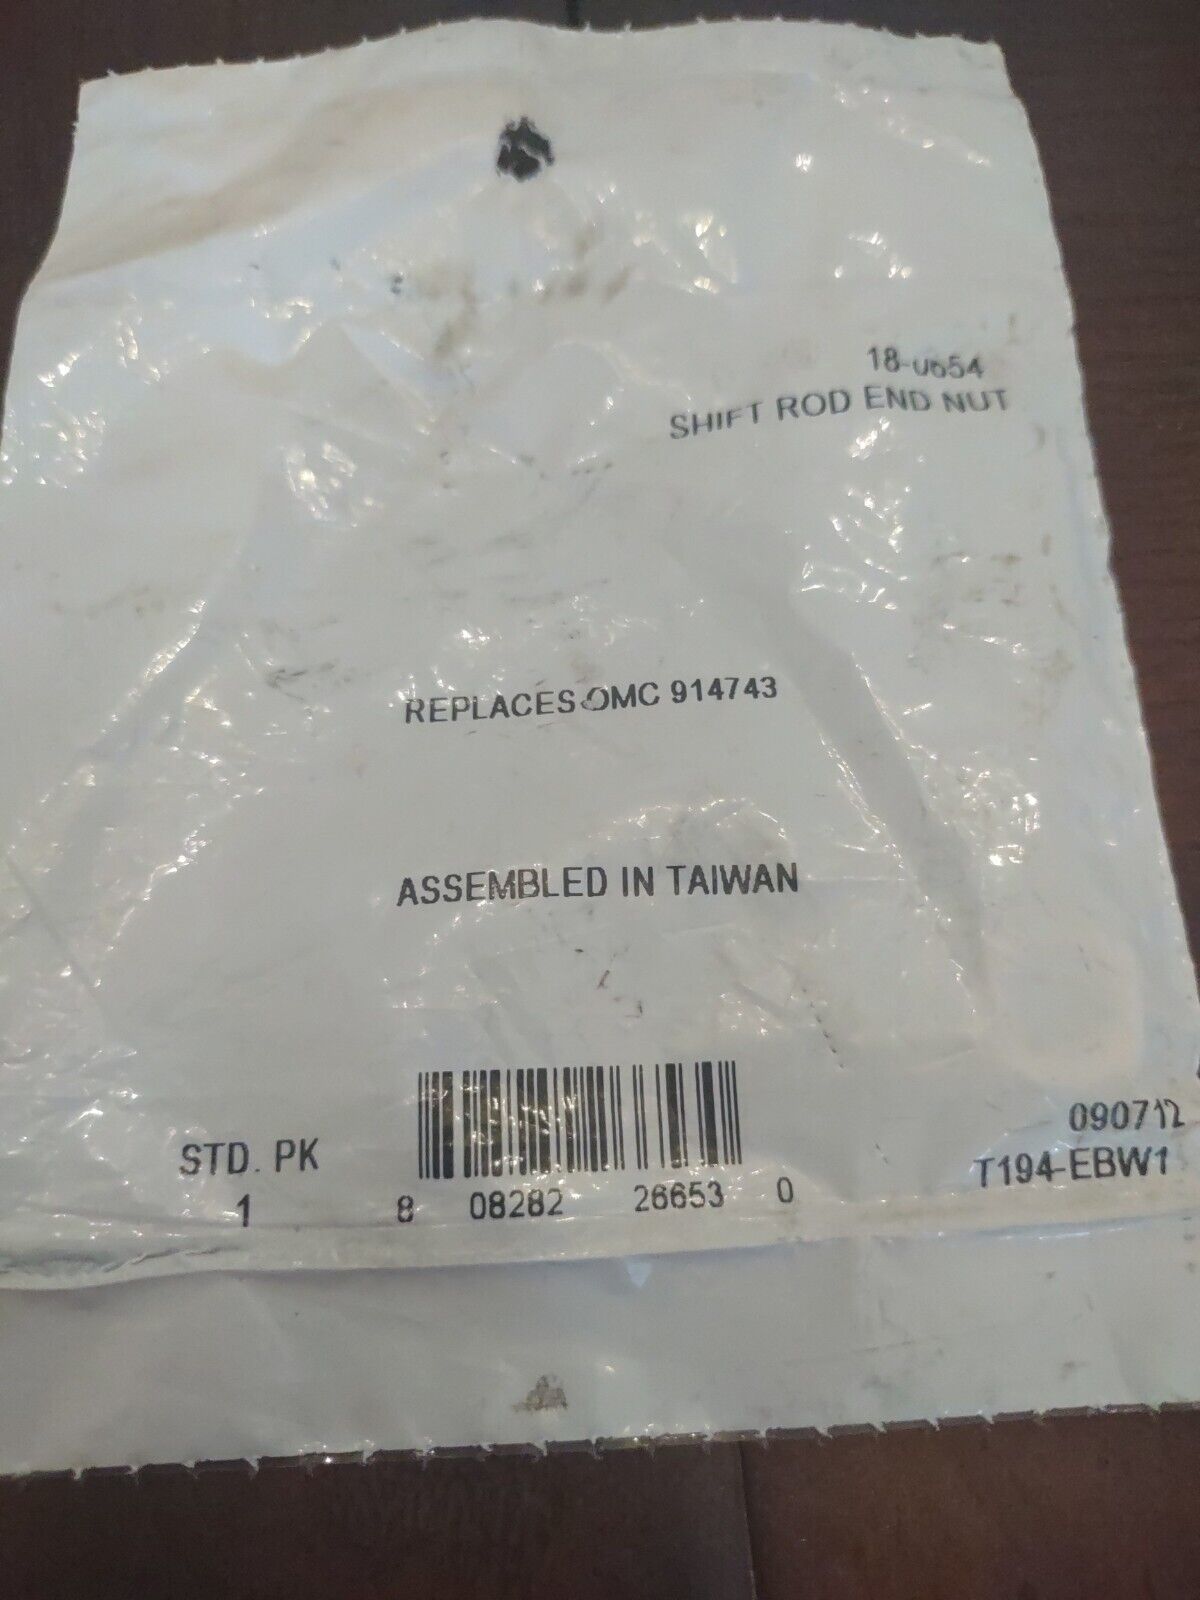 18-0654
SHIFT ROD END NUT
REPLACES OMC 914743
ASSEMBLED IN TAIWAN
STD. PK
1
8 08282 26653 0
090712
T194-EBW1